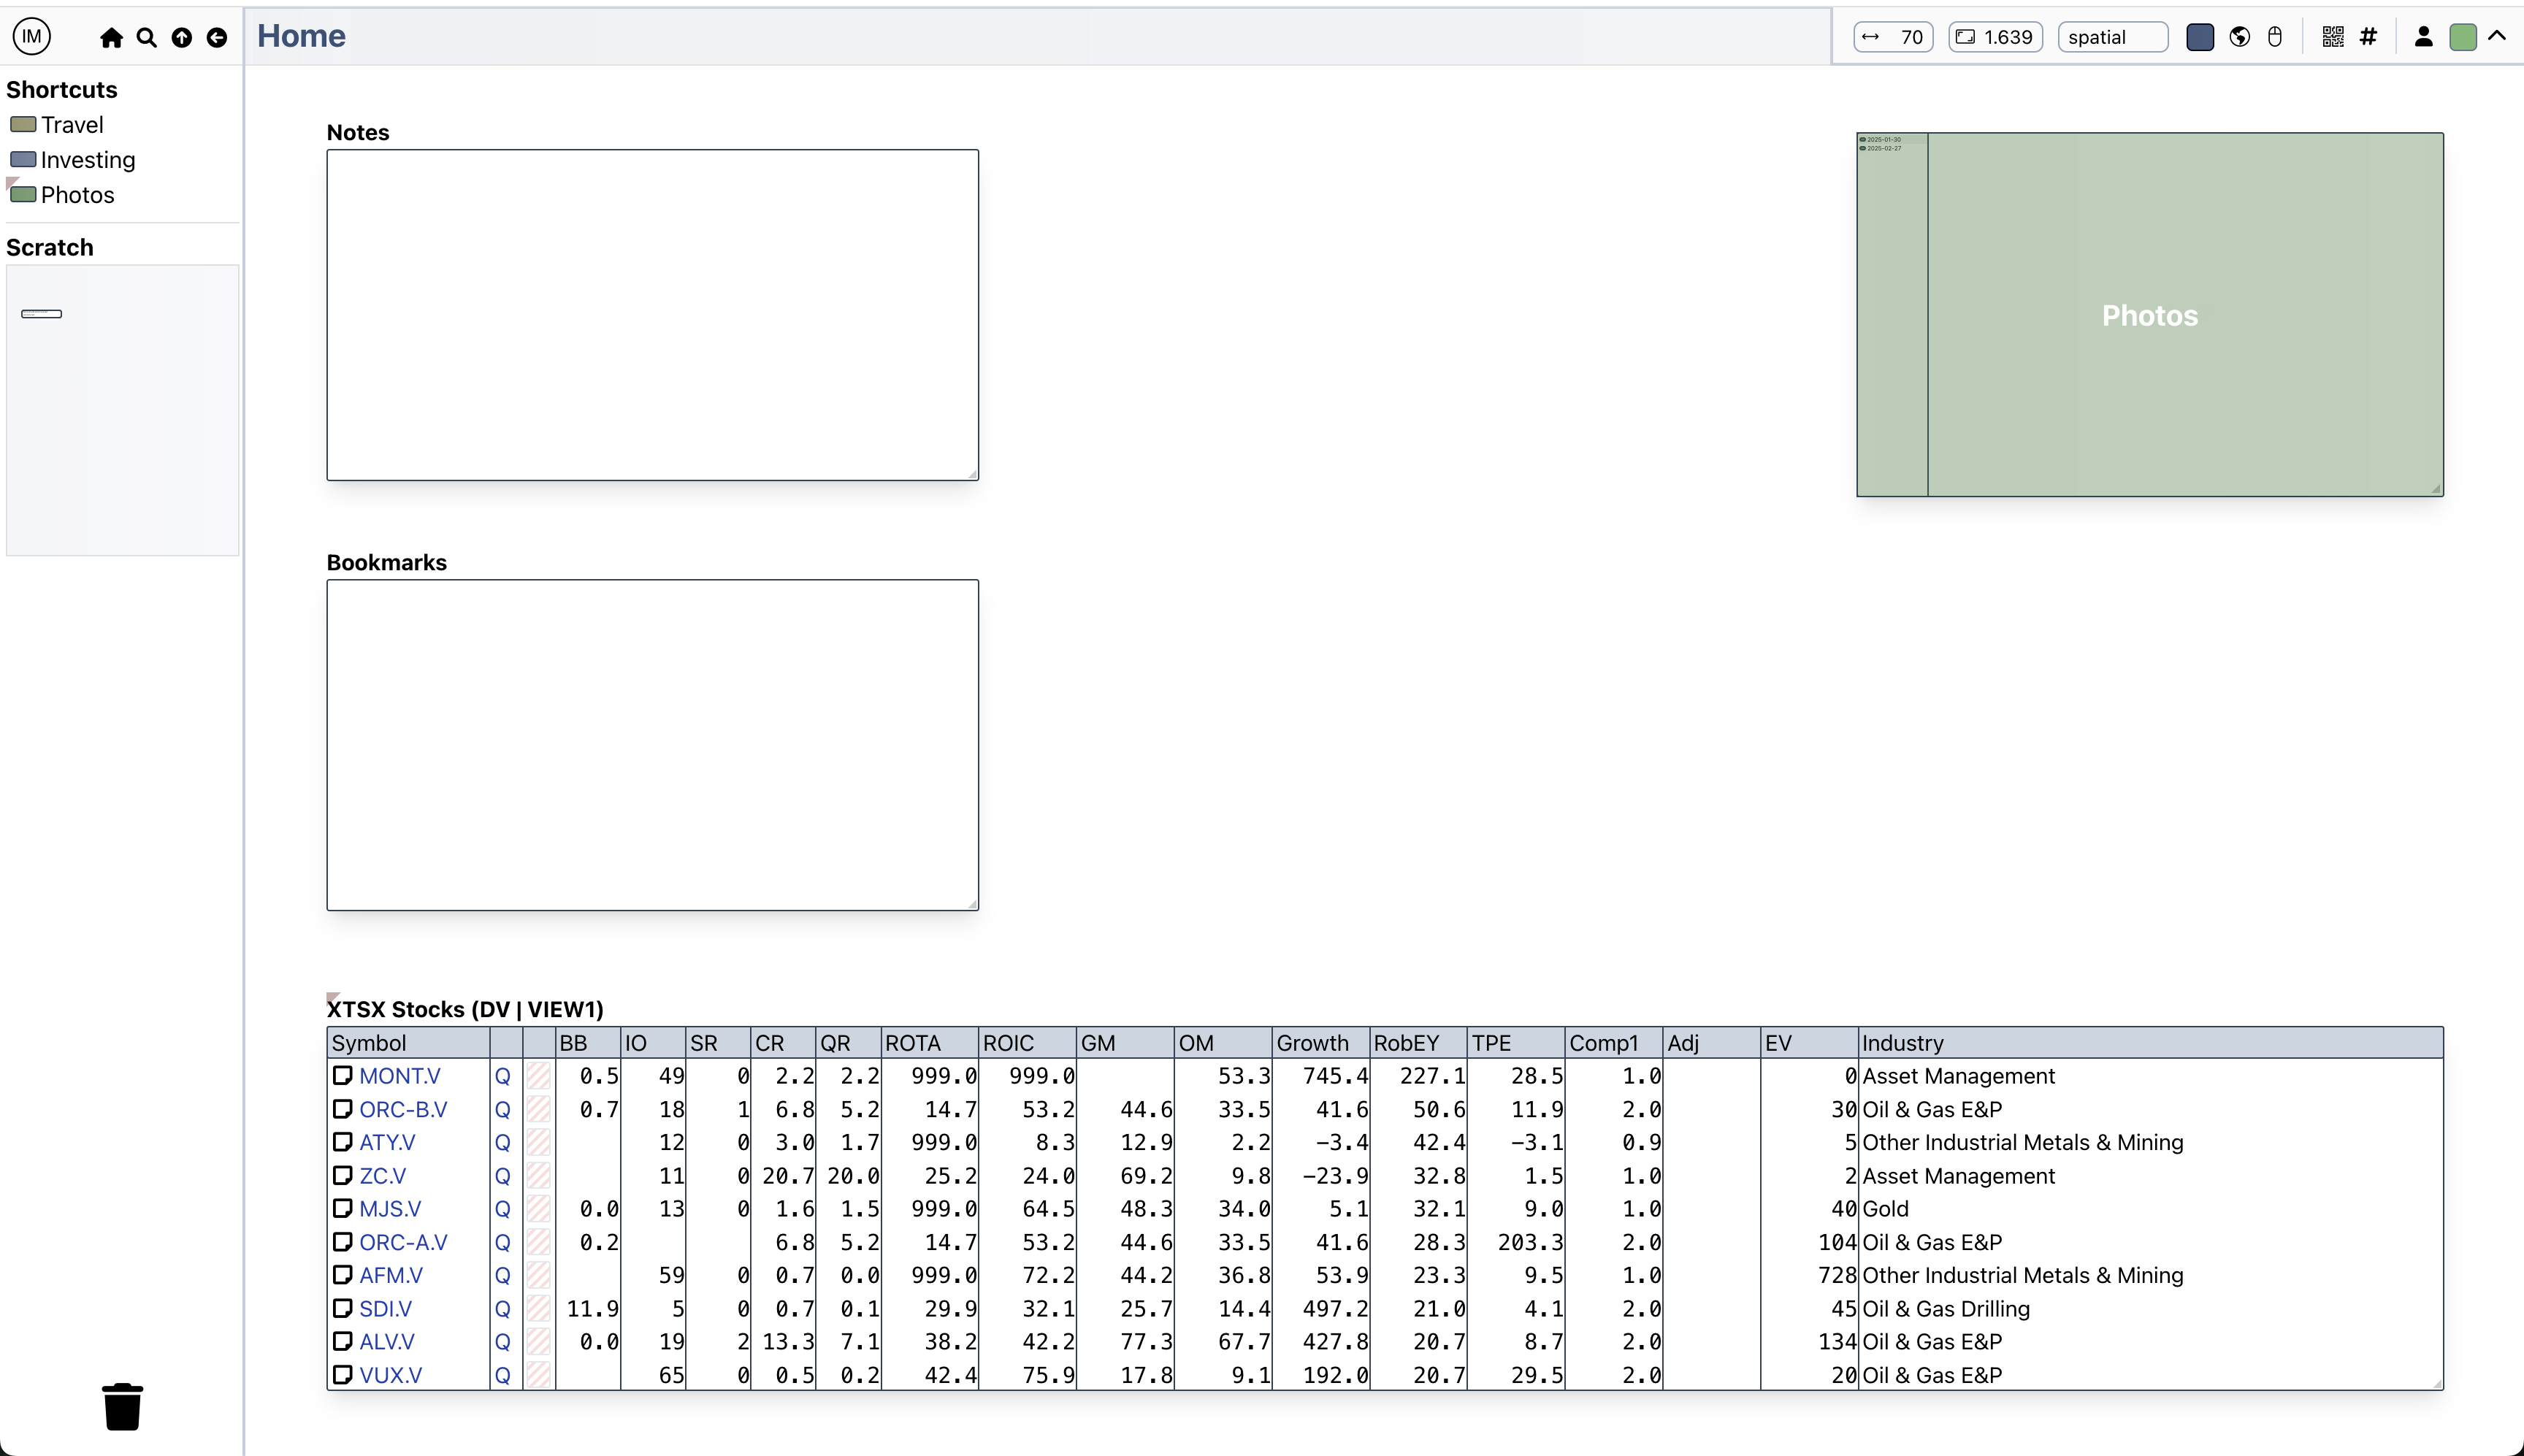 IM
Home
70
1.639
spatial
#
Shortcuts
Travel
Investing
Photos
Scratch
Notes
2025-01-30
2025-02-27
Photos
Bookmarks
XTSX Stocks (DV | VIEW1)
Symbol BB IO SR CR QR ROTA ROIC GM OM Growth RobEY TPE Comp1 Adj EV Industry
MONT.V Q 0.5 49 0 2.2 2.2 999.0 999.0 53.3 745.4 227.1 28.5 1.0 0 Asset Management
ORC-B.V Q 0.7 18 1 6.8 5.2 14.7 53.2 44.6 33.5 41.6 50.6 11.9 2.0 30 Oil & Gas E&P
ATY.V Q 12 0 3.0 1.7 999.0 8.3 12.9 2.2 −3.4 42.4 −3.1 0.9 5 Other Industrial Metals & Mining
ZC.V Q 11 0 20.7 20.0 25.2 24.0 69.2 9.8 −23.9 32.8 1.5 1.0 2 Asset Management
MJS.V Q 0.0 13 0 1.6 1.5 999.0 64.5 48.3 34.0 5.1 32.1 9.0 1.0 40 Gold
ORC-A.V Q 0.2 6.8 5.2 14.7 53.2 44.6 33.5 41.6 28.3 203.3 2.0 104 Oil & Gas E&P
AFM.V Q 59 0 0.7 0.0 999.0 72.2 44.2 36.8 53.9 23.3 9.5 1.0 728 Other Industrial Metals & Mining
SDI.V Q 11.9 5 0 0.7 0.1 29.9 32.1 25.7 14.4 497.2 21.0 4.1 2.0 45 Oil & Gas Drilling
ALV.V Q 0.0 19 2 13.3 7.1 38.2 42.2 77.3 67.7 427.8 20.7 8.7 2.0 134 Oil & Gas E&P
VUX.V Q 65 0 0.5 0.2 42.4 75.9 17.8 9.1 192.0 20.7 29.5 2.0 20 Oil & Gas E&P